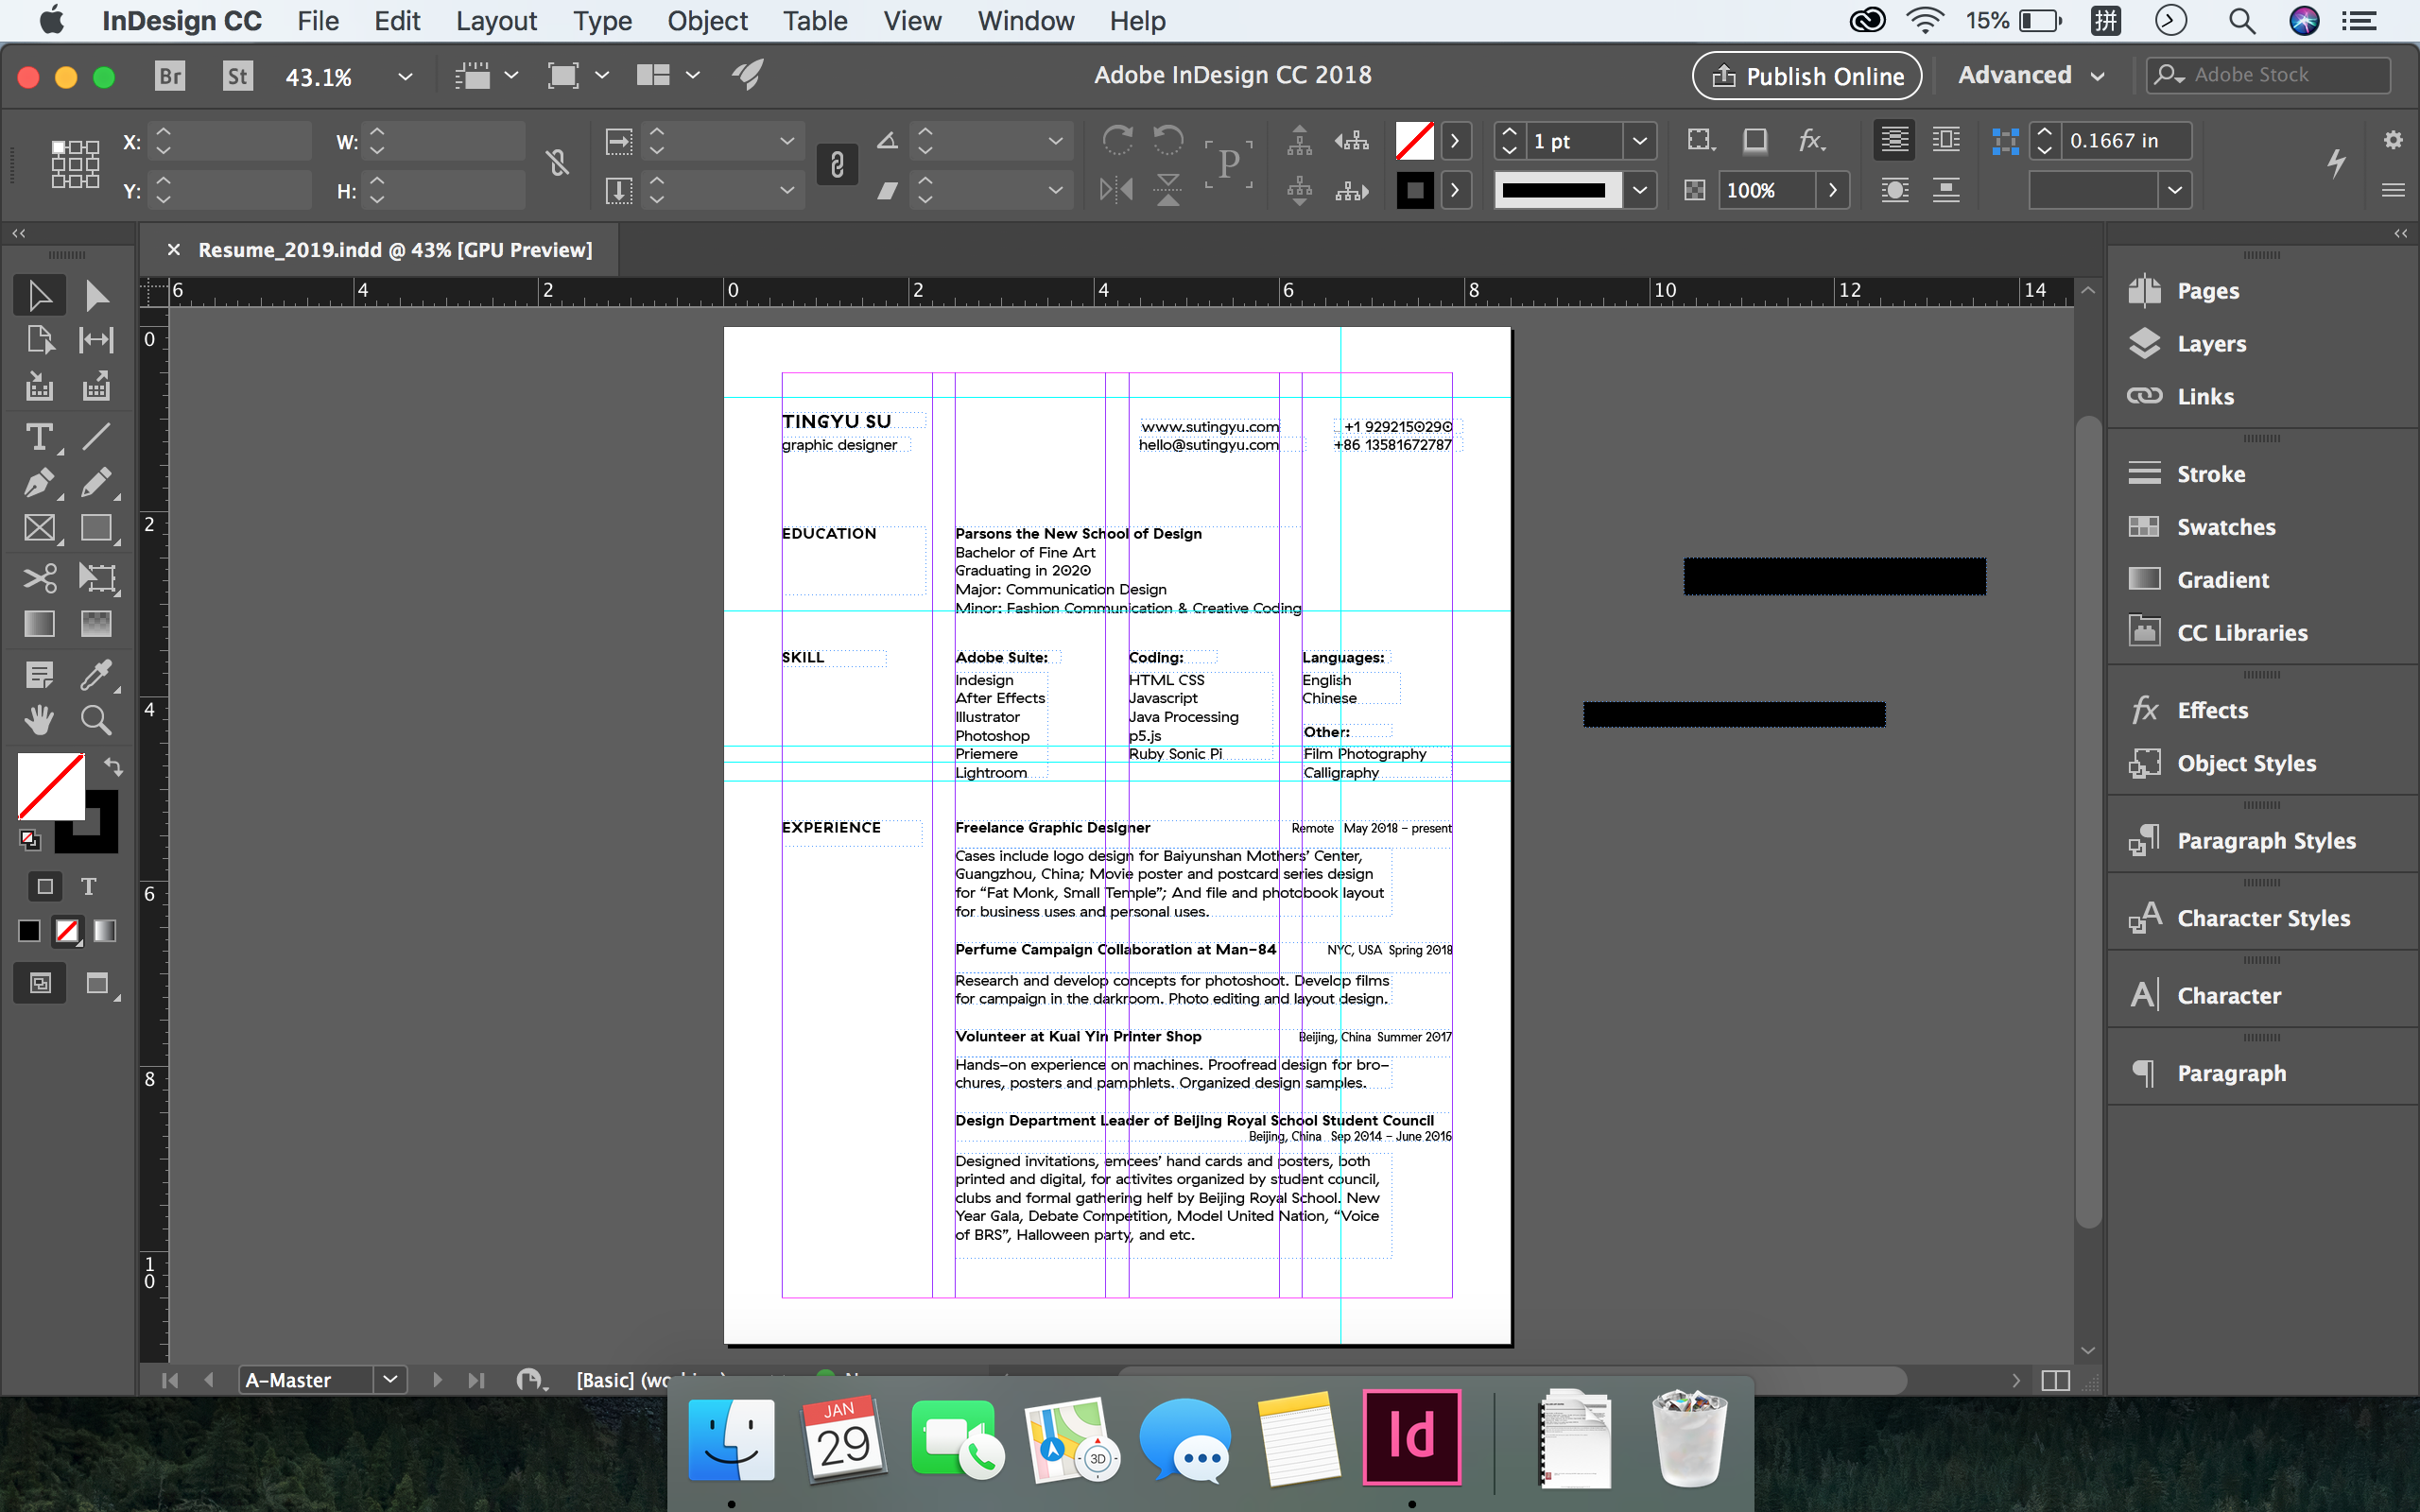 InDesign CC File Edit Layout Type Object Table View Window Help 15% 拼
Br St 43.1% Adobe InDesign CC 2018 Publish Online Advanced Adobe Stock
X: W: P 1 pt fx. 0.1667 in
Y: H: 100%
Resume_2019.indd @ 43% [GPU Preview]
6 4 2 0 2 4 6 8 10 12 14
0 2 4 6 8 10
TINGYU SU
graphic designer
www.sutingyu.com
hello@sutingyu.com
+1 9292150290
+86 13581672787
EDUCATION
Parsons the New School of Design
Bachelor of Fine Art
Graduating in 2020
Major: Communication Design
Minor: Fashion Communication & Creative Coding
SKILL
Adobe Suite:
Indesign
After Effects
Illustrator
Photoshop
Priemere
Lightroom
Coding:
HTML CSS
Javascript
Java Processing
p5.js
Ruby Sonic Pi
Languages:
English
Chinese
Other:
Film Photography
Calligraphy
EXPERIENCE
Freelance Graphic Designer Remote May 2018 - present
Cases include logo design for Baiyunshan Mothers’ Center,
Guangzhou, China; Movie poster and postcard series design
for “Fat Monk, Small Temple”; And file and photobook layout
for business uses and personal uses.
Perfume Campaign Collaboration at Man-84 NYC, USA Spring 2018
Research and develop concepts for photoshoot. Develop films
for campaign in the darkroom. Photo editing and layout design.
Volunteer at Kuai Yin Printer Shop Beijing, China Summer 2017
Hands-on experience on machines. Proofread design for bro-
chures, posters and pamphlets. Organized design samples.
Design Department Leader of Beijing Royal School Student Council
Beijing, China Sep 2014 - June 2016
Designed invitations, emcees’ hand cards and posters, both
printed and digital, for activites organized by student council,
clubs and formal gathering helf by Beijing Royal School. New
Year Gala, Debate Competition, Model United Nation, “Voice
of BRS”, Halloween party, and etc.
Pages
Layers
Links
Stroke
Swatches
Gradient
CC Libraries
fx Effects
Object Styles
Paragraph Styles
Character Styles
Character
Paragraph
A-Master [Basic]
JAN
29
3D
Id